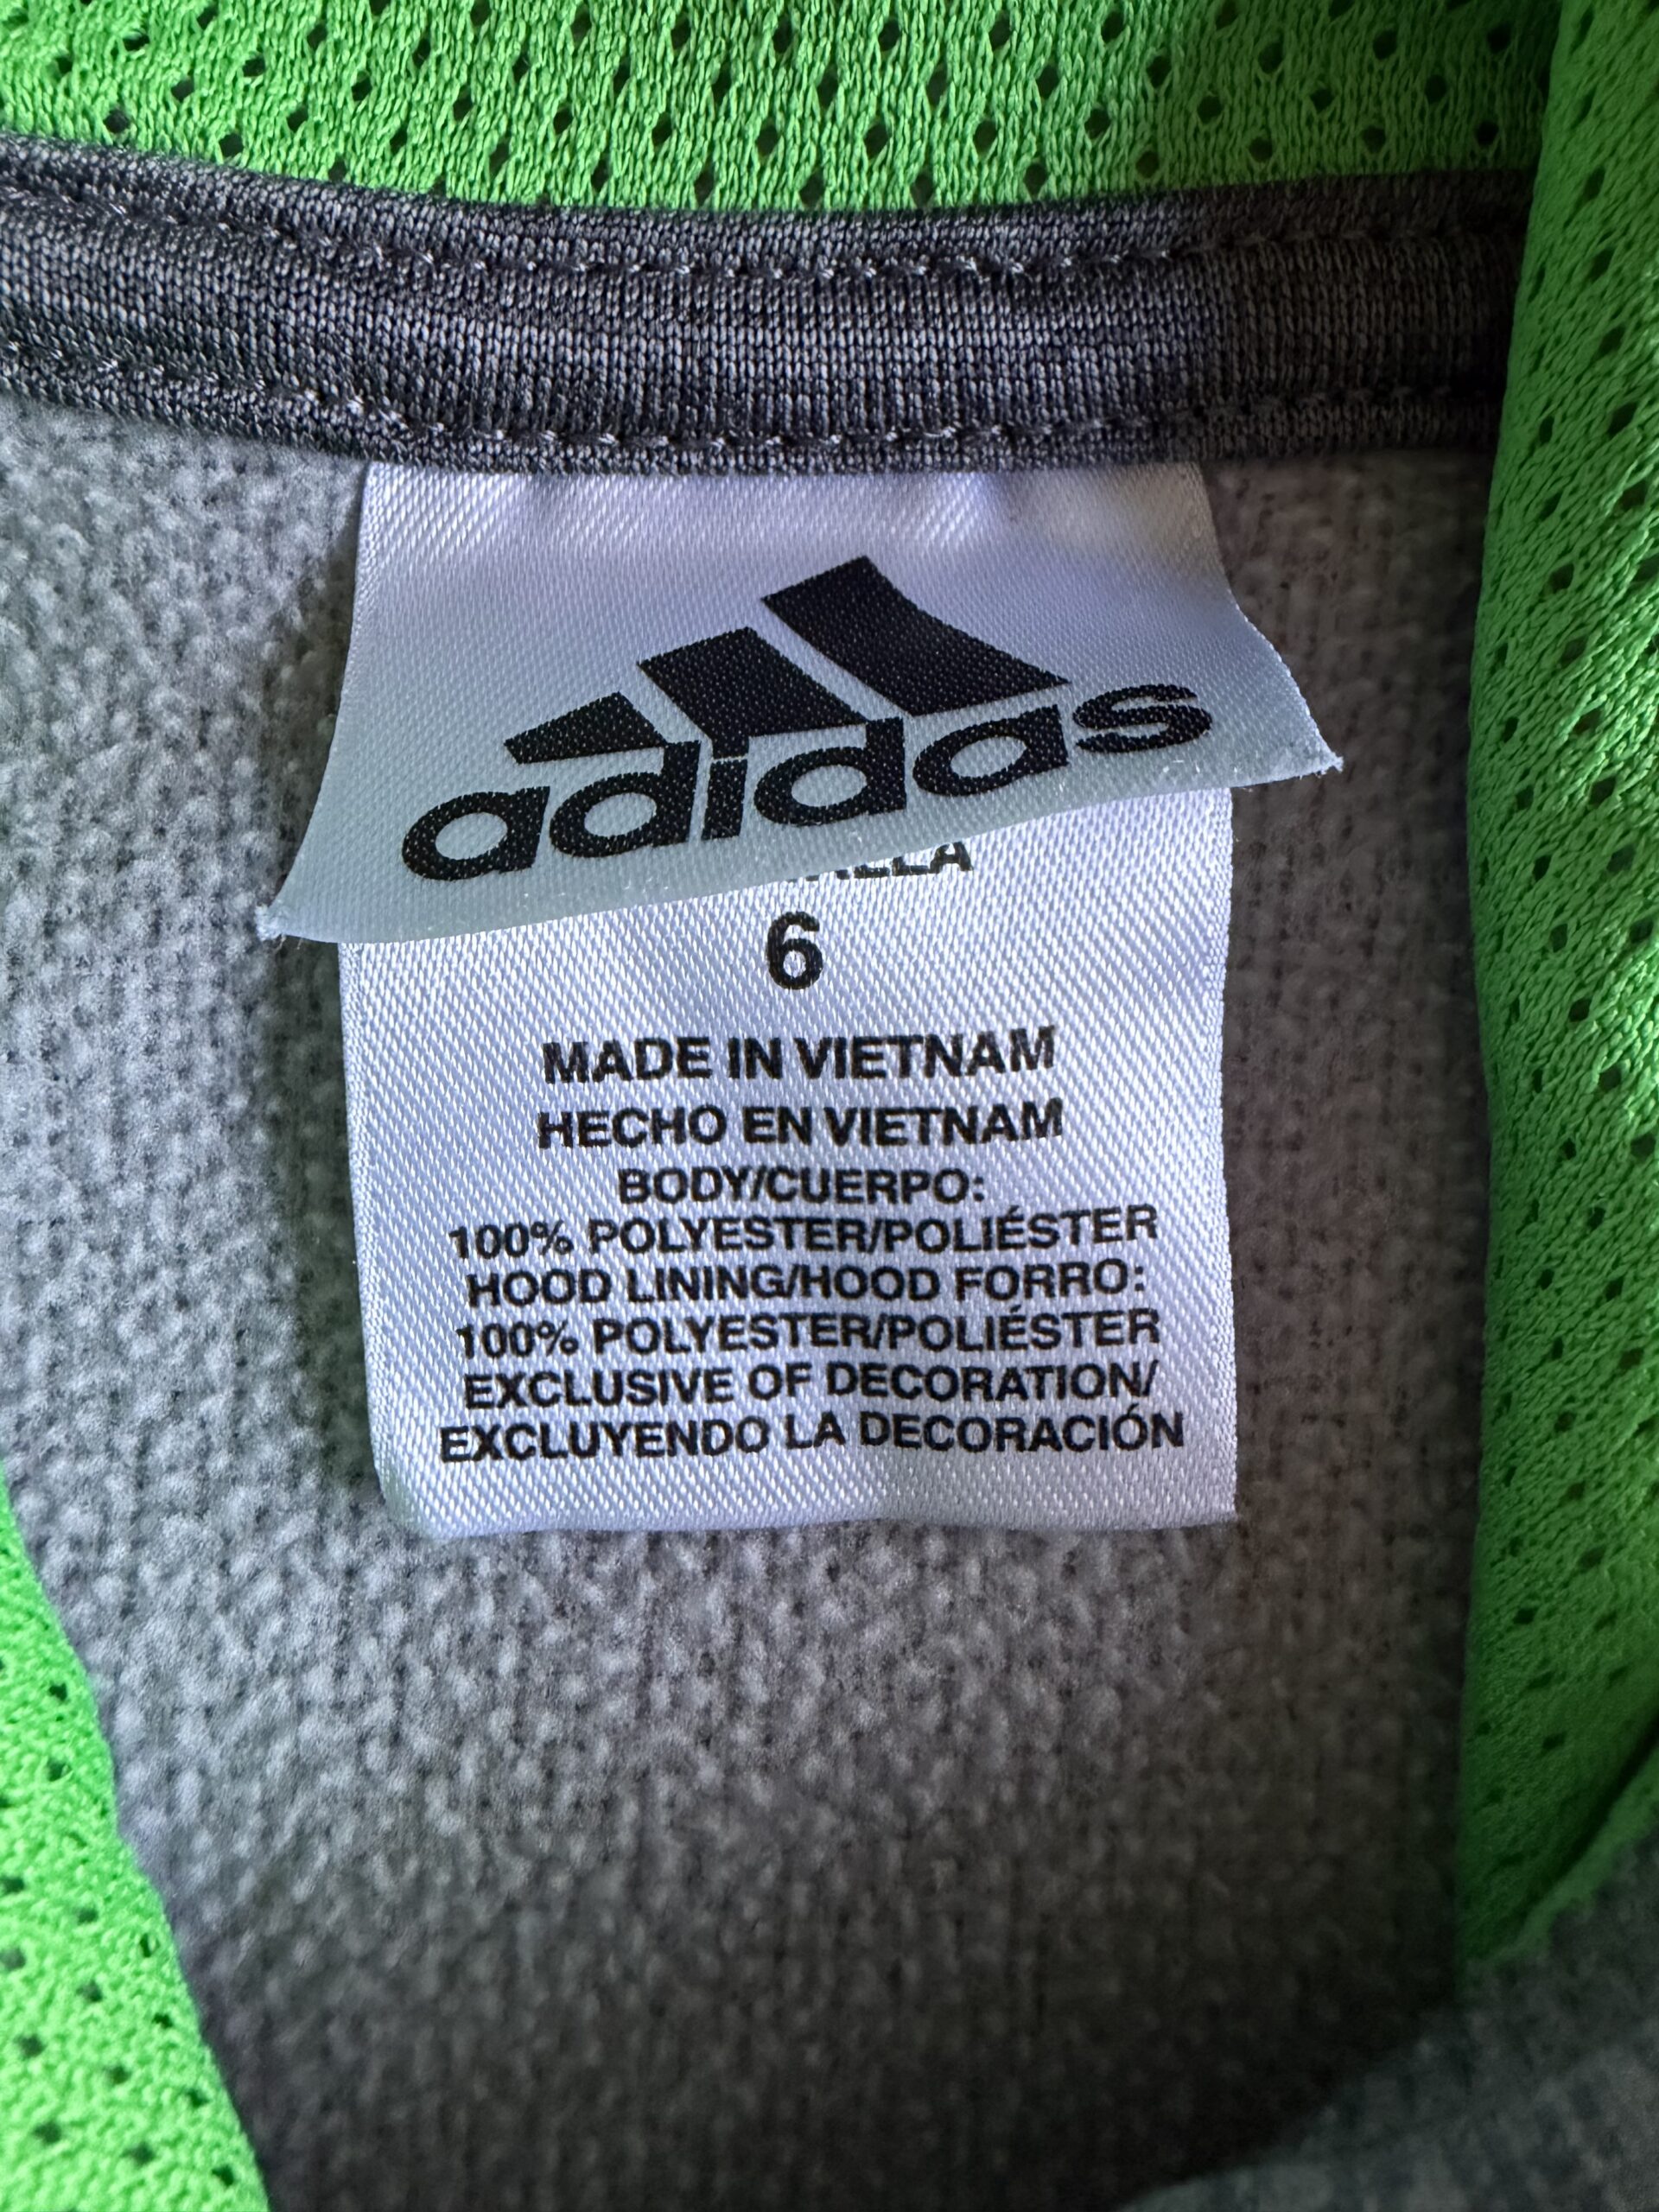 adidas
6
MADE IN VIETNAM
HECHO EN VIETNAM
BODY/CUERPO:
100% POLYESTER/POLIÉSTER
HOOD LINING/HOOD FORRO:
100% POLYESTER/POLIÉSTER
EXCLUSIVE OF DECORATION/
EXCLUYENDO LA DECORACIÓN